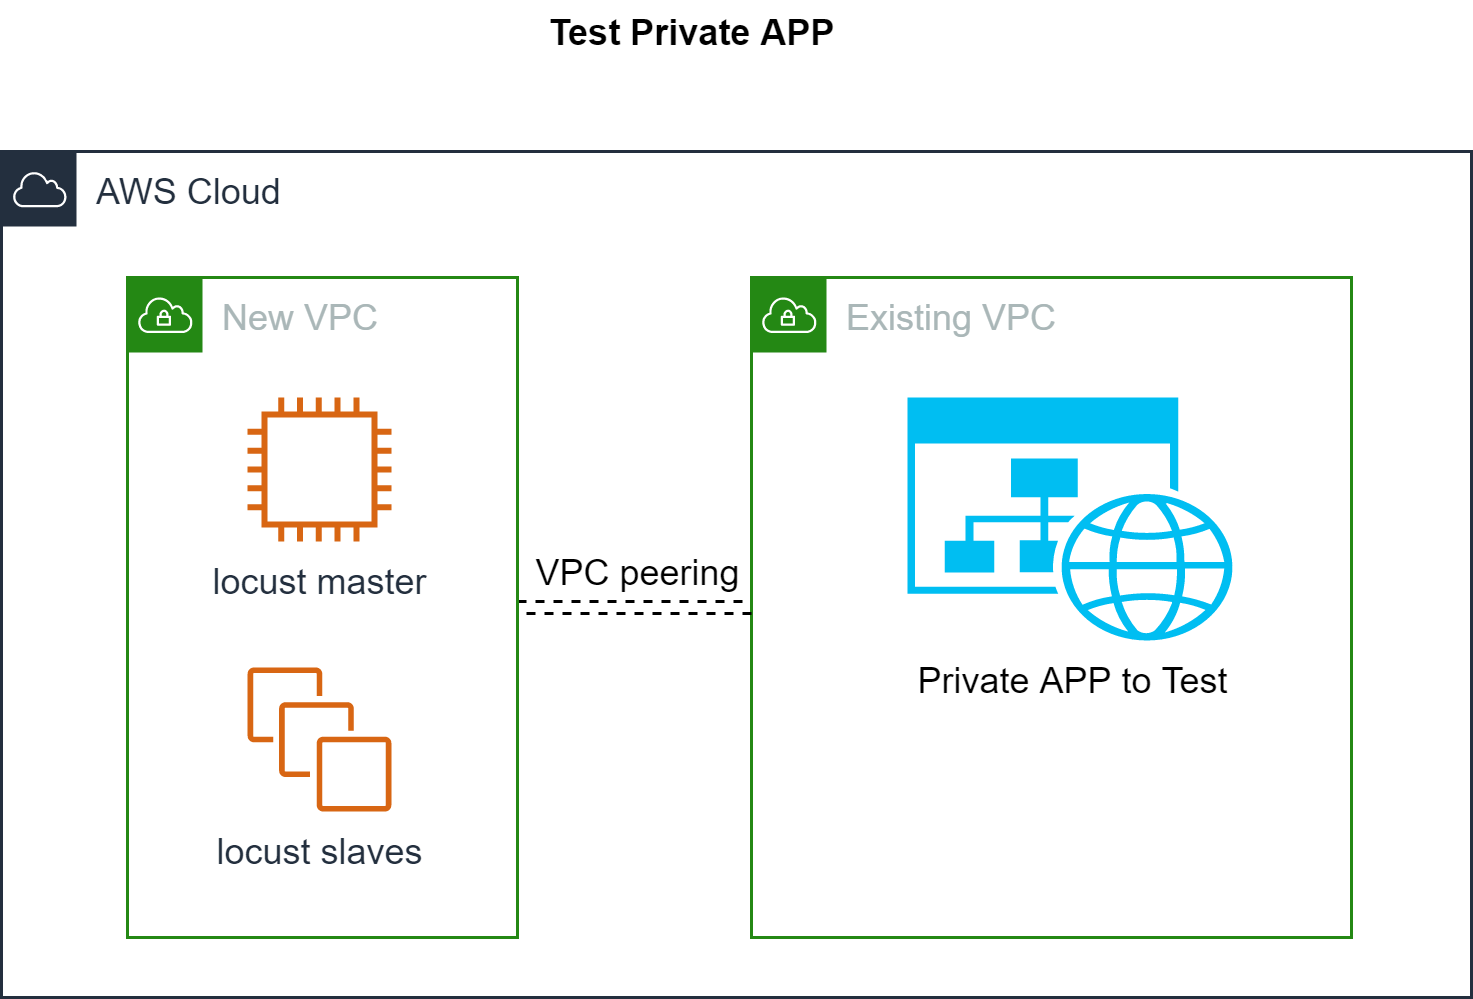 Test Private APP
AWS Cloud
New VPC
Existing VPC
locust master
VPC peering
Private APP to Test
locust slaves